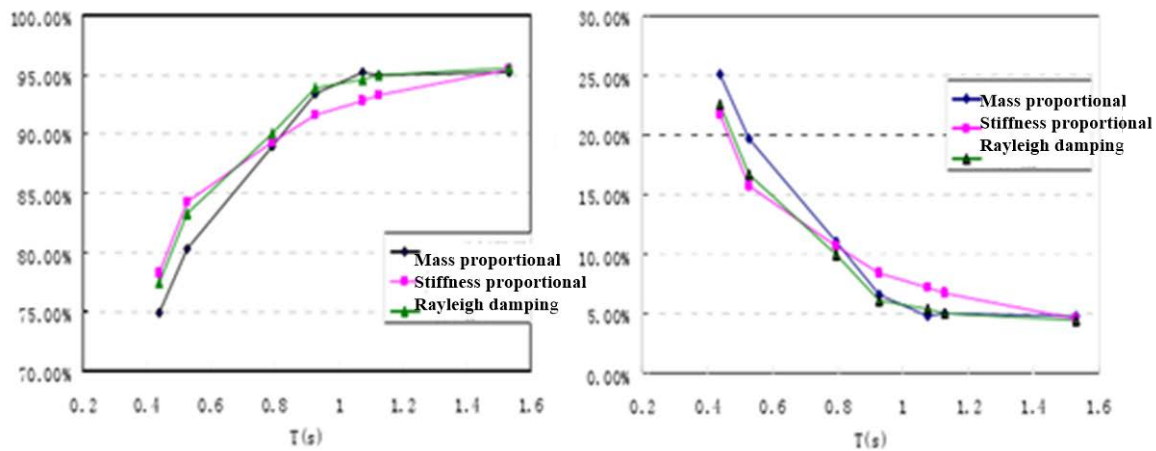 100.00%
95.00%
90.00%
85.00%
80.00%
75.00%
70.00%
0.2 0.4 0.6 0.8 1 1.2 1.4 1.6
T(s)
Mass proportional
Stiffness proportional
Rayleigh damping
30.00%
25.00%
20.00%
15.00%
10.00%
5.00%
0.00%
0.2 0.4 0.6 0.8 1 1.2 1.4 1.6
T(s)
Mass proportional
Stiffness proportional
Rayleigh damping